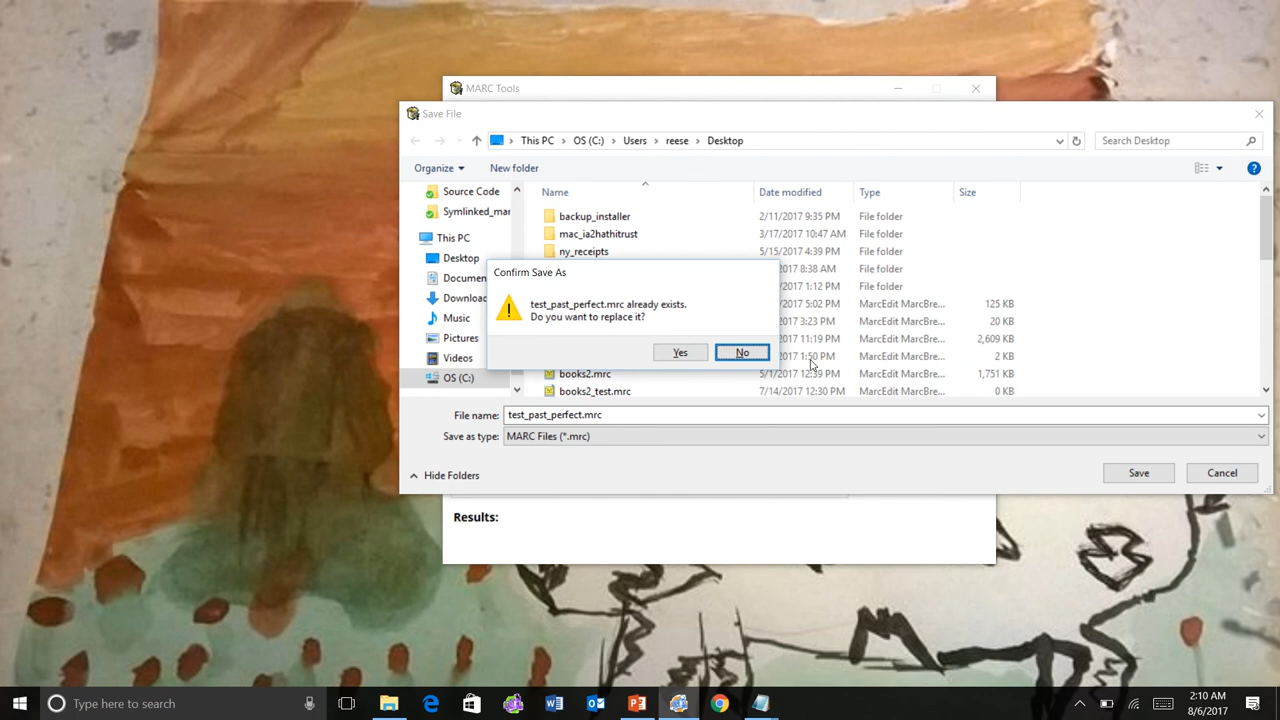 MARC Tools
Save File
This PC > OS (C:) > Users > reese > Desktop
Search Desktop
Organize
New folder
Name
Date modified
Type
Size
Source Code
Symlinked_mar
This PC
Desktop
Documen
Download
Music
Pictures
Videos
OS (C:)
backup_installer 2/11/2017 9:35 PM File folder
mac_ia2hathitrust 3/17/2017 10:47 AM File folder
ny_receipts 5/15/2017 4:39 PM File folder
/2017 8:38 AM File folder
/2017 1:12 PM File folder
/2017 5:02 PM MarcEdit MarcBre... 125 KB
/2017 3:23 PM MarcEdit MarcBre... 20 KB
/2017 11:19 PM MarcEdit MarcBre... 2,609 KB
/2017 1:50 PM MarcEdit MarcBre... 2 KB
books2.mrc 5/1/2017 12:39 PM MarcEdit MarcBre... 1,751 KB
books2_test.mrc 7/14/2017 12:30 PM MarcEdit MarcBre... 0 KB
Confirm Save As
test_past_perfect.mrc already exists.
Do you want to replace it?
Yes
No
File name: test_past_perfect.mrc
Save as type: MARC Files (*.mrc)
Hide Folders
Save
Cancel
Results:
Type here to search
2:10 AM
8/6/2017